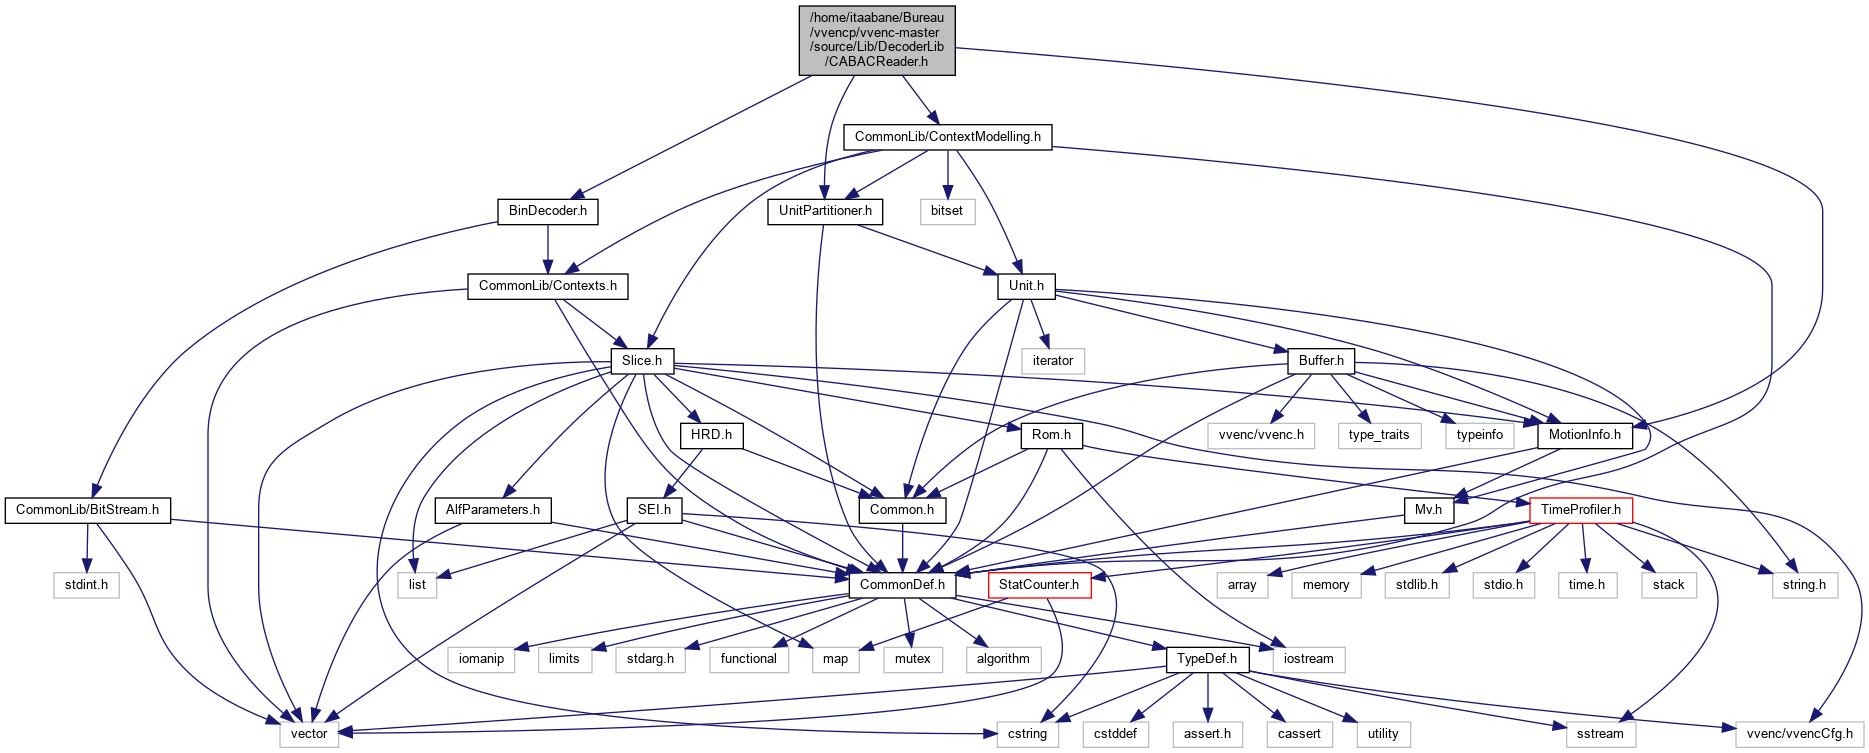 /home/itaabane/Bureau
/vvencp/vvenc-master
/source/Lib/DecoderLib
/CABACReader.h
CommonLib/ContextModelling.h
BinDecoder.h
UnitPartitioner.h
bitset
CommonLib/Contexts.h
Unit.h
Slice.h
iterator
Buffer.h
HRD.h
Rom.h
vvenc/vvenc.h
type_traits
typeinfo
MotionInfo.h
CommonLib/BitStream.h
AlfParameters.h
SEI.h
Common.h
Mv.h
TimeProfiler.h
stdint.h
list
CommonDef.h
StatCounter.h
array
memory
stdlib.h
stdio.h
time.h
stack
string.h
iomanip
limits
stdarg.h
functional
map
mutex
algorithm
TypeDef.h
iostream
vector
cstring
cstddef
assert.h
cassert
utility
sstream
vvenc/vvencCfg.h